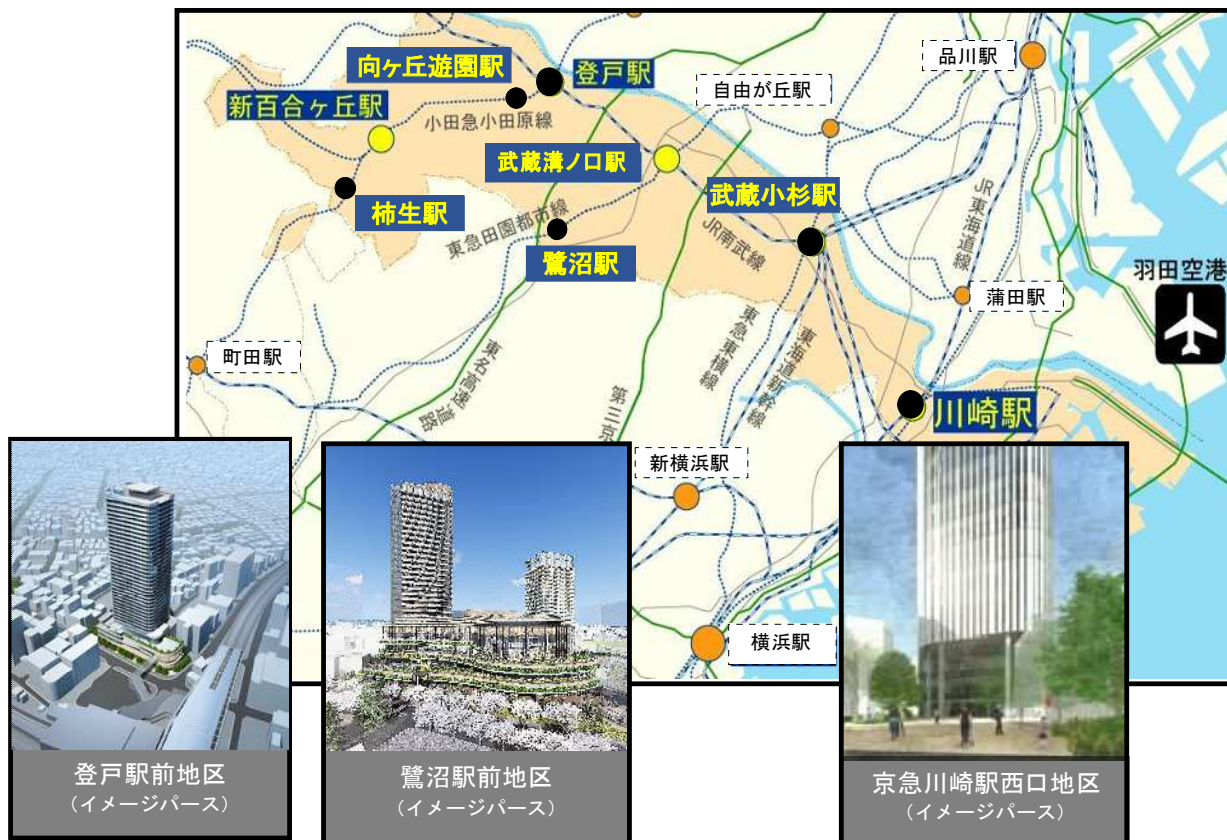 品川駅
向ヶ丘遊園駅
登戸駅
自由が丘駅
新百合ヶ丘駅
小田急小田原線
武蔵溝ノ口駅
武蔵小杉駅
柿生駅
東急田園都市線
JR南武線
JR東海道線
鷺沼駅
羽田空港
蒲田駅
町田駅
東名高速道路
第三京
東急東横線
東海道新幹線
川崎駅
新横浜駅
横浜駅
登戸駅前地区
（イメージパース）
鷺沼駅前地区
（イメージパース）
京急川崎駅西口地区
（イメージパース）